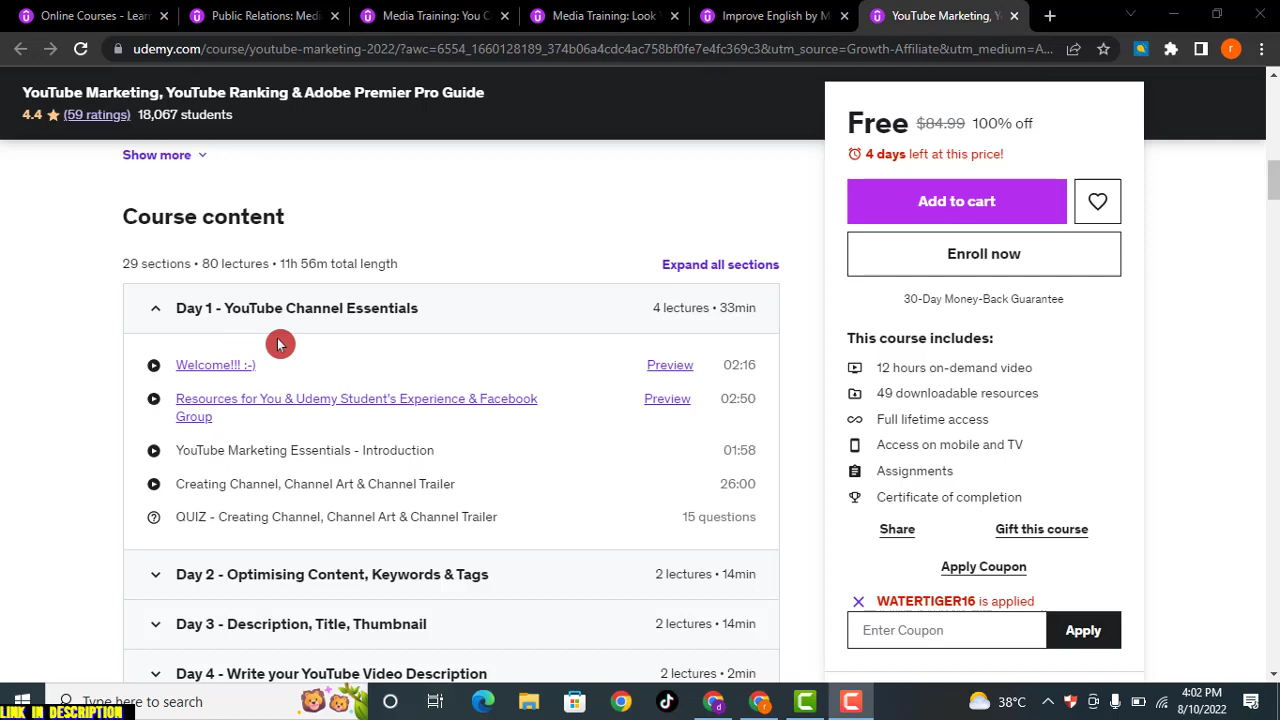 Online Courses - Learn
Public Relations: Medi
Media Training: You C
Media Training: Look
Improve English by M
YouTube Marketing, Yo
udemy.com/course/youtube-marketing-2022/?awc=6554_1660128189_374b06a4cdc4ac758bf0fe7e4fc369c3&utm_source=Growth-Affiliate&utm_medium=A...
r
YouTube Marketing, YouTube Ranking & Adobe Premier Pro Guide
4.4 (59 ratings) 18,067 students
Show more
Course content
29 sections • 80 lectures • 11h 56m total length
Expand all sections
Day 1 - YouTube Channel Essentials
4 lectures • 33min
Welcome!!! :-)
Preview
02:16
Resources for You & Udemy Student's Experience & Facebook
Group
Preview
02:50
YouTube Marketing Essentials - Introduction
01:58
Creating Channel, Channel Art & Channel Trailer
26:00
QUIZ - Creating Channel, Channel Art & Channel Trailer
15 questions
Day 2 - Optimising Content, Keywords & Tags
2 lectures • 14min
Day 3 - Description, Title, Thumbnail
2 lectures • 14min
Day 4 - Write your YouTube Video Description
2 lectures • 2min
Free $84.99 100% off
4 days left at this price!
Add to cart
Enroll now
30-Day Money-Back Guarantee
This course includes:
12 hours on-demand video
49 downloadable resources
Full lifetime access
Access on mobile and TV
Assignments
Certificate of completion
Share
Gift this course
Apply Coupon
WATERTIGER16 is applied
Enter Coupon
Apply
Type here to search
38°C
4:02 PM
8/10/2022
LINK IN DESCRIPTION